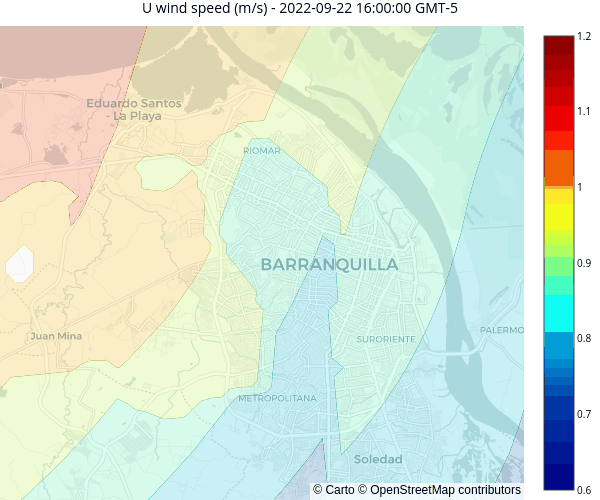 U wind speed (m/s) - 2022-09-22 16:00:00 GMT-5
1.2
Eduardo Santos
- La Playa
1.1
RIOMAR
1
PALERMO
BARRANQUILLA
0.9
Juan Mina
SURORIENTE
0.8
METROPOLITANA
0.7
Soledad
0.6
© Carto © OpenStreetMap contributors